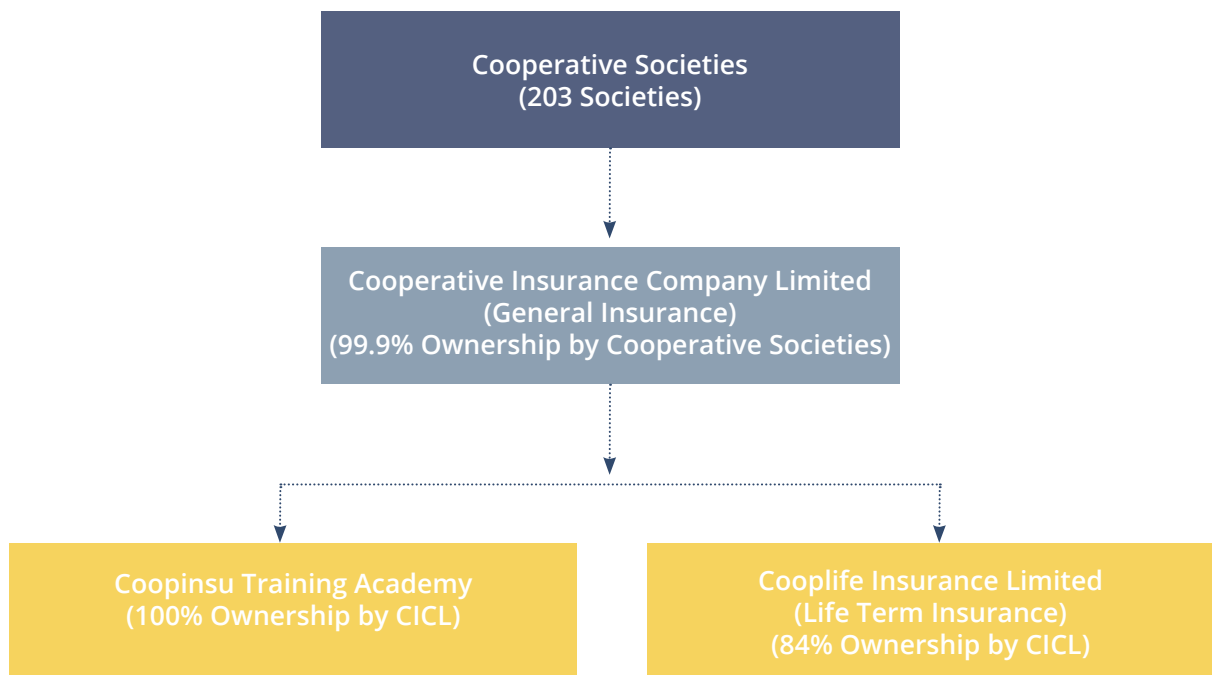 Cooperative Societies
(203 Societies)
Cooperative Insurance Company Limited
(General Insurance)
(99.9% Ownership by Cooperative Societies)
Coopinsu Training Academy
(100% Ownership by CICL)
Cooplife Insurance Limited
(Life Term Insurance)
(84% Ownership by CICL)